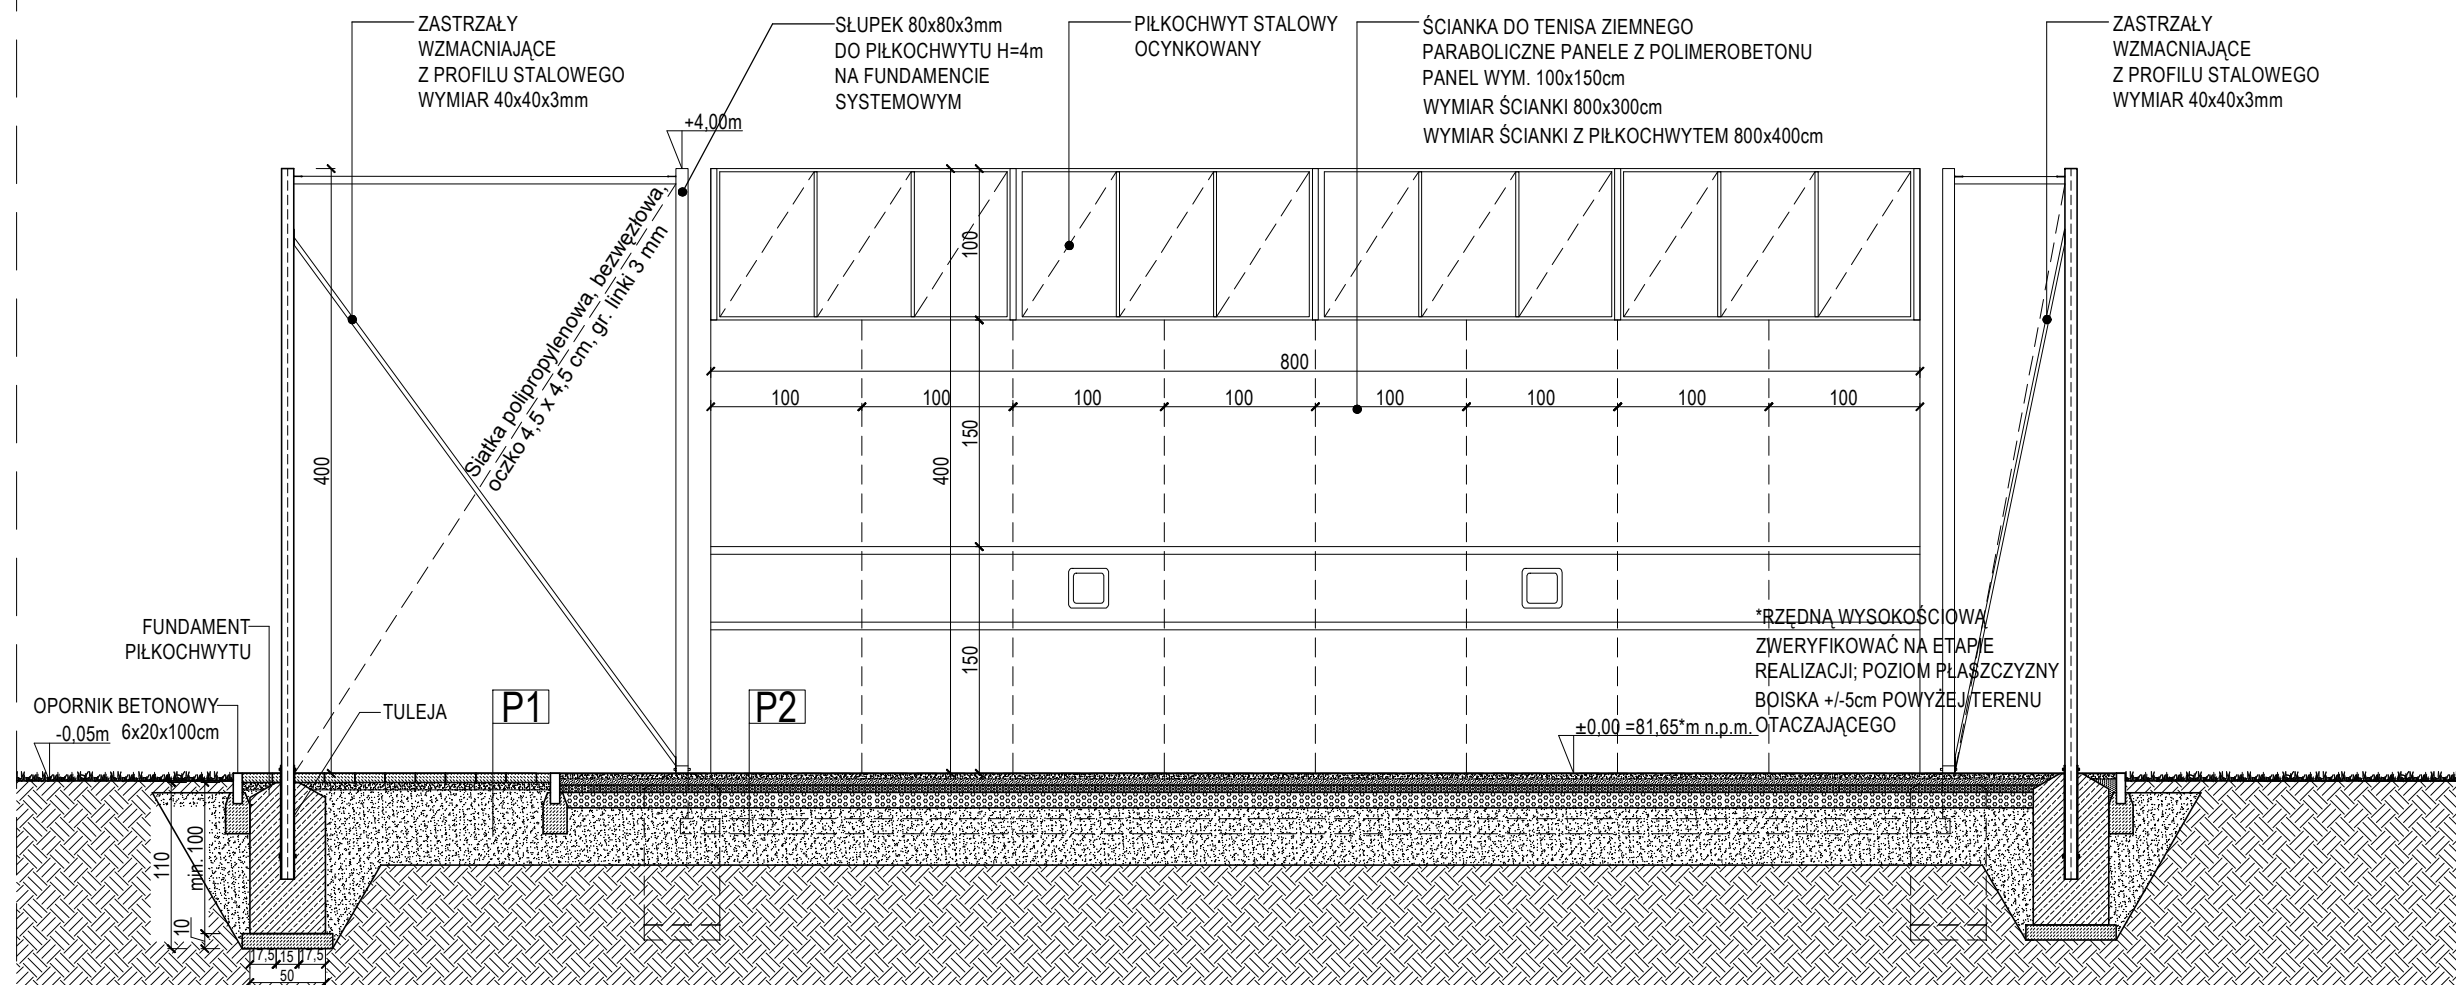 ZASTRZAŁY
WZMACNIAJĄCE
Z PROFILU STALOWEGO
WYMIAR 40x40x3mm
SŁUPEK 80x80x3mm
DO PIŁKOCHWYTU H=4m
NA FUNDAMENCIE
SYSTEMOWYM
PIŁKOCHWYT STALOWY
OCYNKOWANY
ŚCIANKA DO TENISA ZIEMNEGO
PARABOLICZNE PANELE Z POLIMEROBETONU
PANEL WYM. 100x150cm
WYMIAR ŚCIANKI 800x300cm
WYMIAR ŚCIANKI Z PIŁKOCHWYTEM 800x400cm
ZASTRZAŁY
WZMACNIAJĄCE
Z PROFILU STALOWEGO
WYMIAR 40x40x3mm
+4,00m
Siatka polipropylenowa, bezwęzłowa,
oczko 4,5 x 4,5 cm, gr. linki 3 mm
100
800
100
100
100
100
100
100
100
100
150
400
400
150
*RZĘDNĄ WYSOKOŚCIOWĄ
ZWERYFIKOWAĆ NA ETAPIE
REALIZACJI; POZIOM PŁASZCZYZNY
BOISKA +/-5cm POWYŻEJ TERENU
OTACZAJĄCEGO
±0,00 =81,65*m n.p.m.
FUNDAMENT
PIŁKOCHWYTU
OPORNIK BETONOWY
6x20x100cm
-0,05m
TULEJA
P1
P2
110
min. 100
10
7,5
15
7,5
50